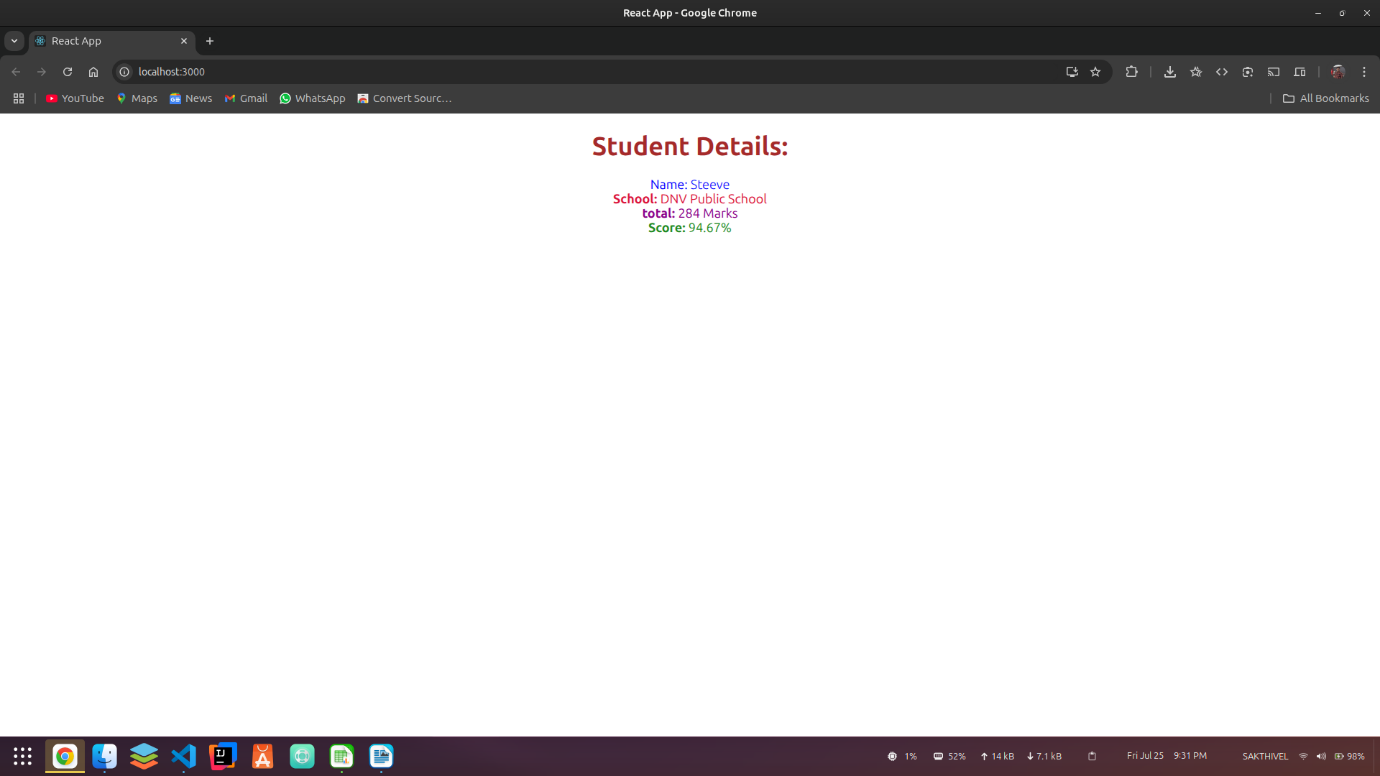 React App - Google Chrome
React App
localhost:3000
YouTube Maps News Gmail WhatsApp Convert Sourc… All Bookmarks
Student Details:
Name: Steeve
School: DNV Public School
total: 284 Marks
Score: 94.67%
1% 52% 14 kB 7.1 kB Fri Jul 25 9:31 PM SAKTHIVEL 98%